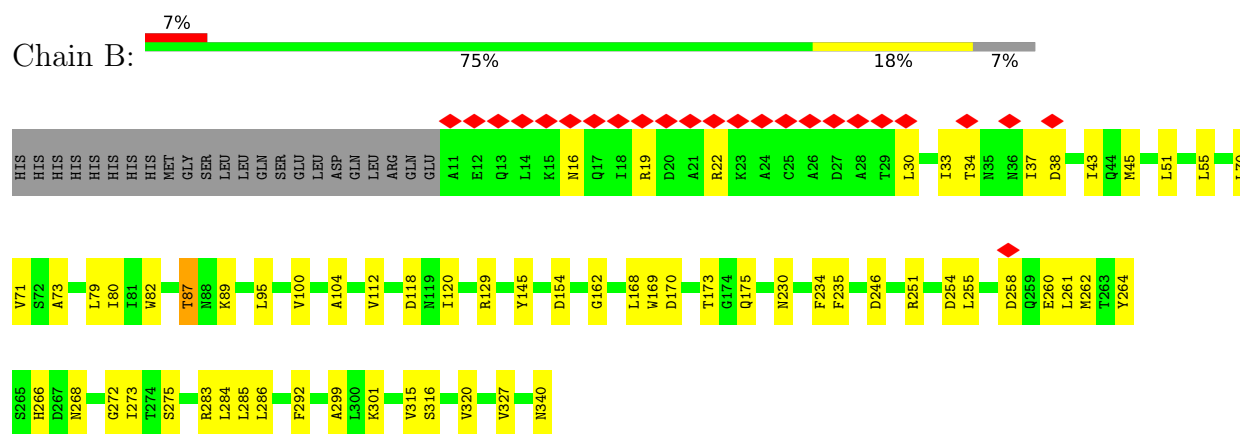 7%
Chain B:
75% 18% 7%
HIS HIS HIS HIS HIS HIS HIS HIS MET GLY SER LEU LEU GLN SER GLU LEU ASP GLN LEU ARG GLN GLU A11 E12 Q13 L14 K15 N16 Q17 I18 R19 D20 A21 R22 K23 A24 C25 A26 D27 A28 T29 L30 I33 T34 N35 N36 I37 D38 I43 Q44 M45 L51 L55 L70
V71 S72 A73 L79 I80 I81 W82 T87 N88 K89 L95 V100 A104 V112 D118 N119 I120 R129 Y145 D154 G162 L168 W169 D170 T173 G174 Q175 N230 F234 F235 D246 R251 D254 L255 D258 Q259 E260 L261 M262 T263 Y264
S265 H266 D267 N268 G272 I273 T274 S275 R283 L284 L285 L286 F292 A299 L300 K301 V315 S316 V320 V327 N340